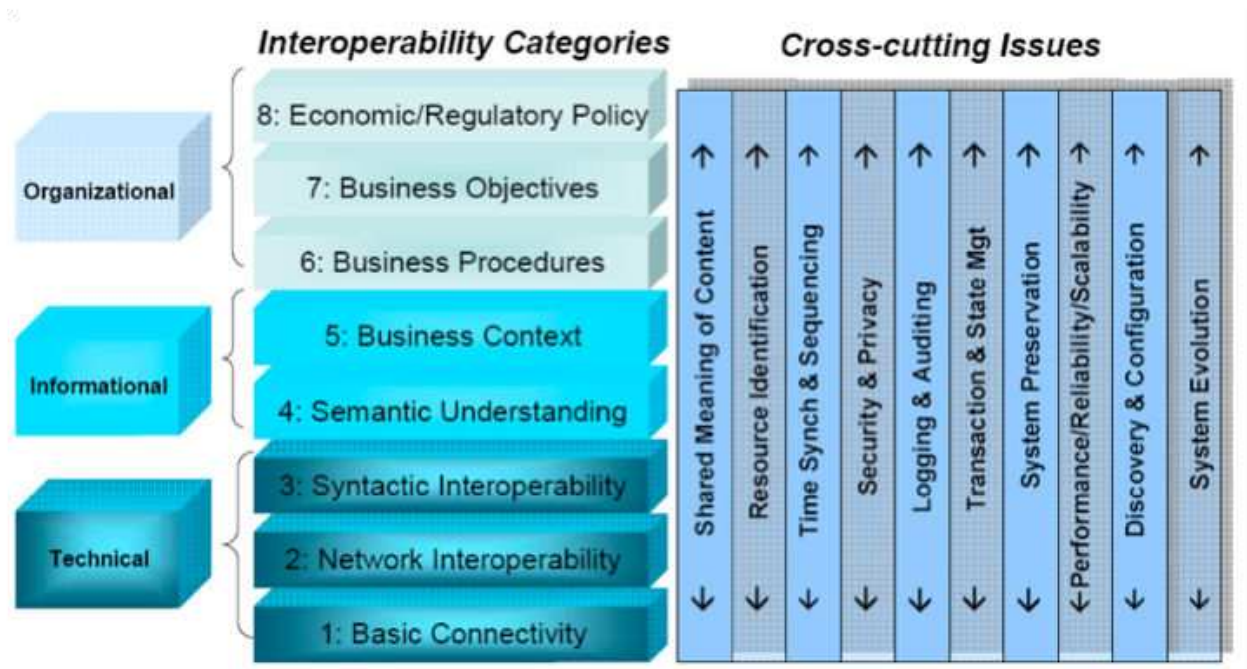 Interoperability Categories
Cross-cutting Issues
Organizational
8: Economic/Regulatory Policy
7: Business Objectives
6: Business Procedures
Informational
5: Business Context
4: Semantic Understanding
Technical
3: Syntactic Interoperability
2: Network Interoperability
1: Basic Connectivity
Shared Meaning of Content
Resource Identification
Time Synch & Sequencing
Security & Privacy
Logging & Auditing
Transaction & State Mgt
System Preservation
Performance/Reliability/Scalability
Discovery & Configuration
System Evolution